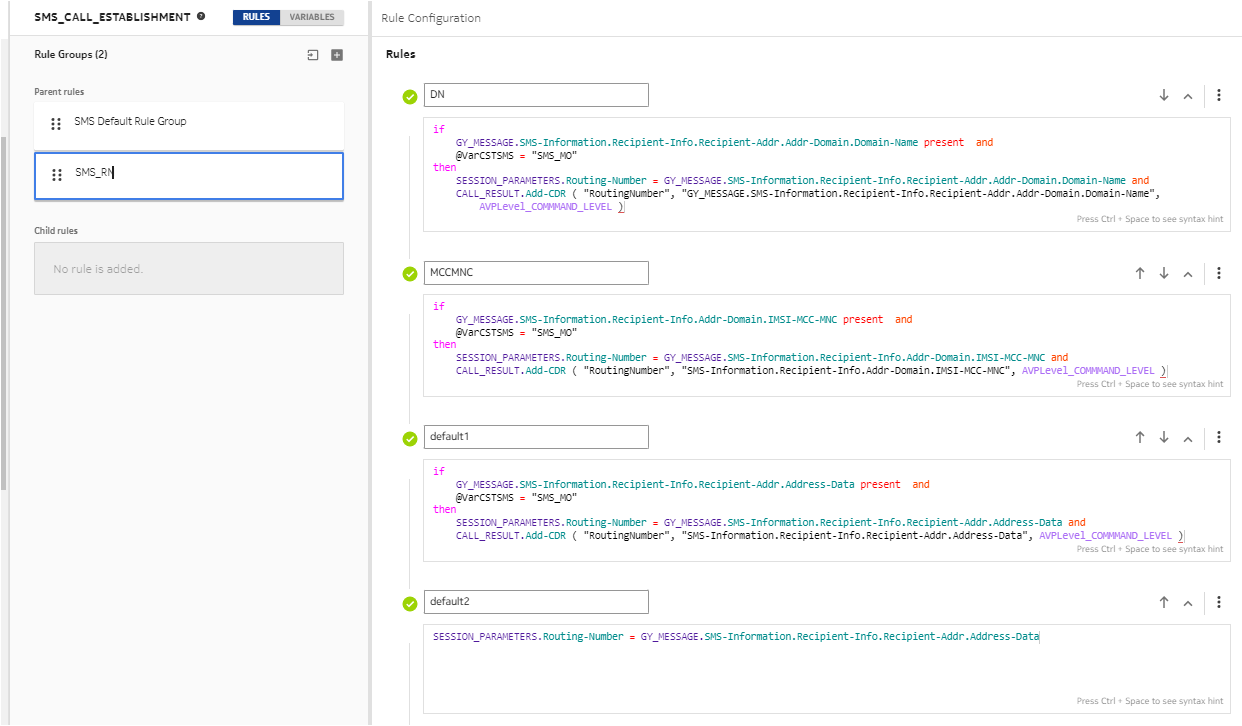 SMS_CALL_ESTABLISHMENT ? RULES VARIABLES
Rule Groups (2)
Parent rules
SMS Default Rule Group
SMS_RN
Child rules
No rule is added.
Rule Configuration
Rules
DN
if
GY_MESSAGE.SMS-Information.Recipient-Info.Recipient-Addr.Addr-Domain.Domain-Name present and
@VarCSTSMS = "SMS_MO"
then
SESSION_PARAMETERS.Routing-Number = GY_MESSAGE.SMS-Information.Recipient-Info.Recipient-Addr.Addr-Domain.Domain-Name and
CALL_RESULT.Add-CDR ( "RoutingNumber", "GY_MESSAGE.SMS-Information.Recipient-Info.Recipient-Addr.Addr-Domain.Domain-Name",
AVPLevel_COMMMAND_LEVEL )
Press Ctrl + Space to see syntax hint
MCCMNC
if
GY_MESSAGE.SMS-Information.Recipient-Info.Addr-Domain.IMSI-MCC-MNC present and
@VarCSTSMS = "SMS_MO"
then
SESSION_PARAMETERS.Routing-Number = GY_MESSAGE.SMS-Information.Recipient-Info.Addr-Domain.IMSI-MCC-MNC and
CALL_RESULT.Add-CDR ( "RoutingNumber", "SMS-Information.Recipient-Info.Addr-Domain.IMSI-MCC-MNC", AVPLevel_COMMMAND_LEVEL )
Press Ctrl + Space to see syntax hint
default1
if
GY_MESSAGE.SMS-Information.Recipient-Info.Recipient-Addr.Address-Data present and
@VarCSTSMS = "SMS_MO"
then
SESSION_PARAMETERS.Routing-Number = GY_MESSAGE.SMS-Information.Recipient-Info.Recipient-Addr.Address-Data and
CALL_RESULT.Add-CDR ( "RoutingNumber", "SMS-Information.Recipient-Info.Recipient-Addr.Address-Data", AVPLevel_COMMMAND_LEVEL )
Press Ctrl + Space to see syntax hint
default2
SESSION_PARAMETERS.Routing-Number = GY_MESSAGE.SMS-Information.Recipient-Info.Recipient-Addr.Address-Data
Press Ctrl + Space to see syntax hint